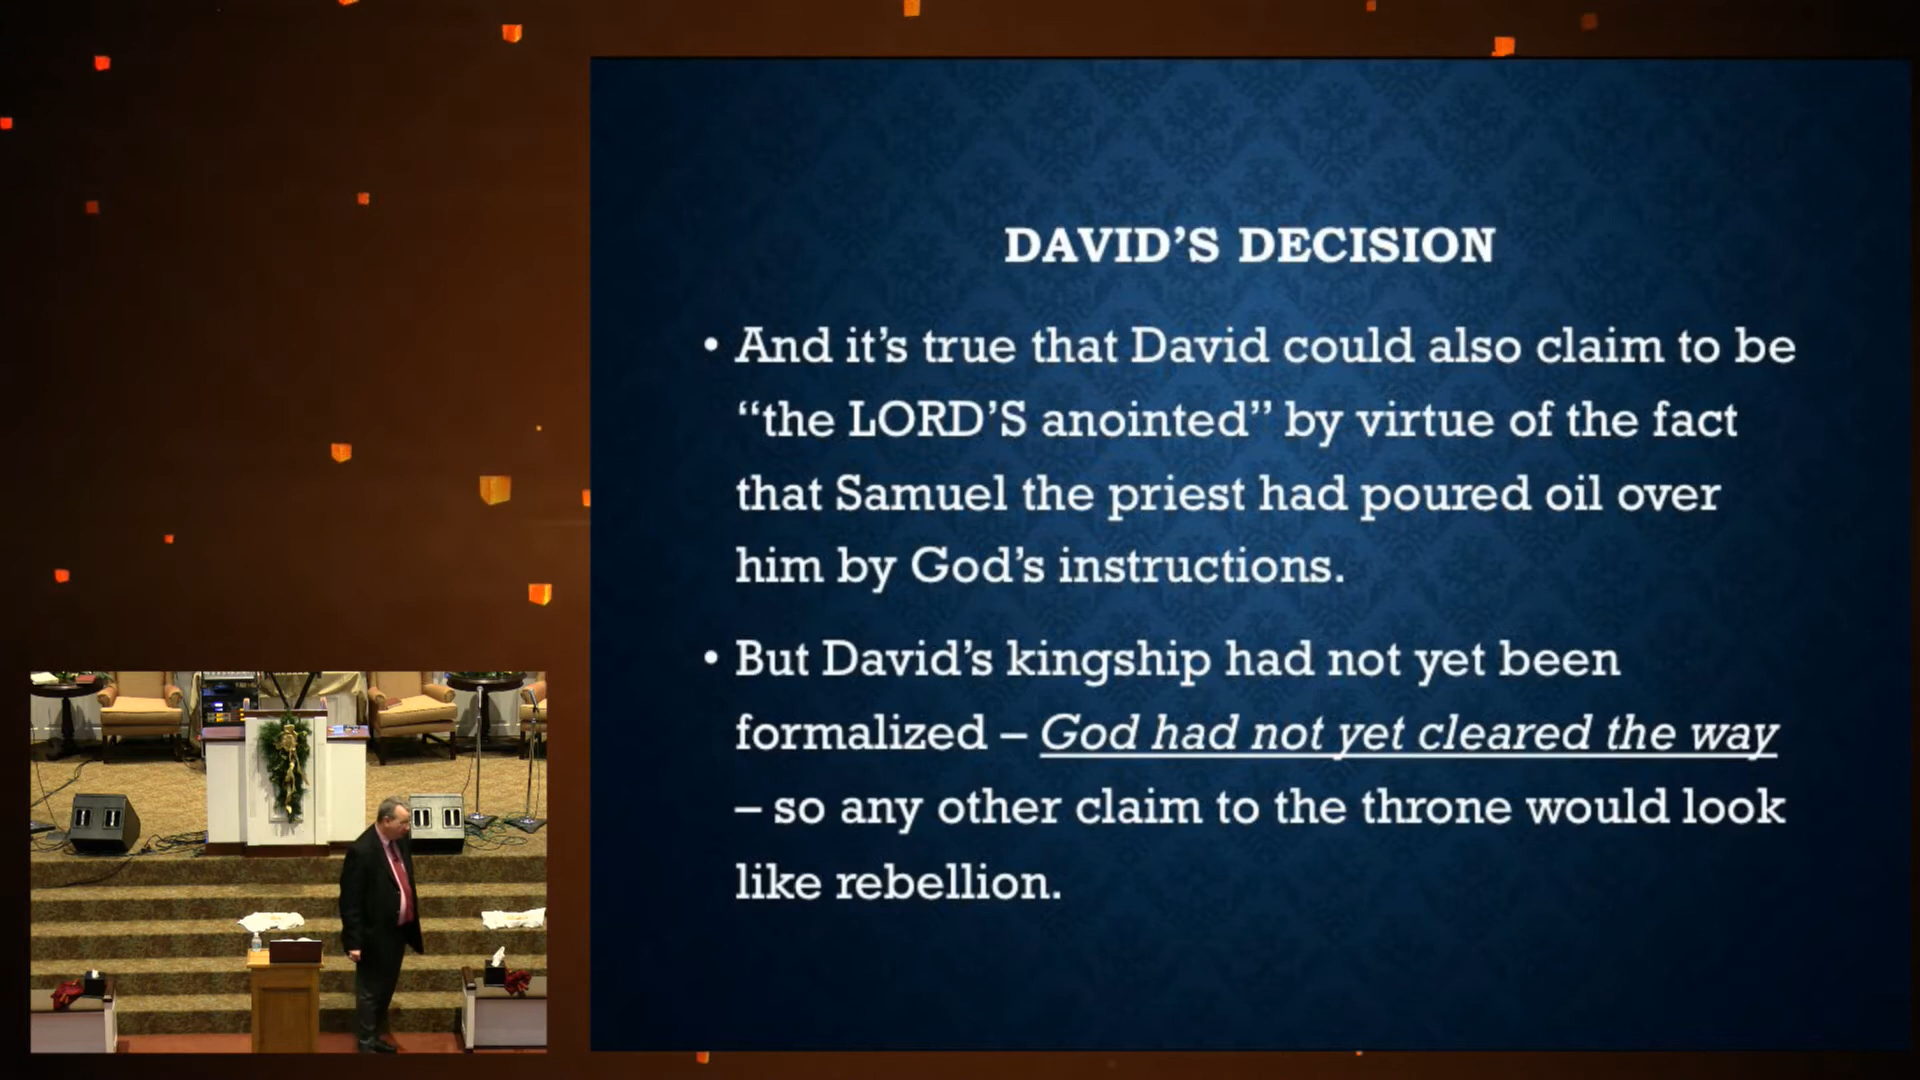 DAVID’S DECISION
• And it’s true that David could also claim to be
“the LORD’S anointed” by virtue of the fact
that Samuel the priest had poured oil over
him by God’s instructions.
• But David’s kingship had not yet been
formalized – God had not yet cleared the way
– so any other claim to the throne would look
like rebellion.